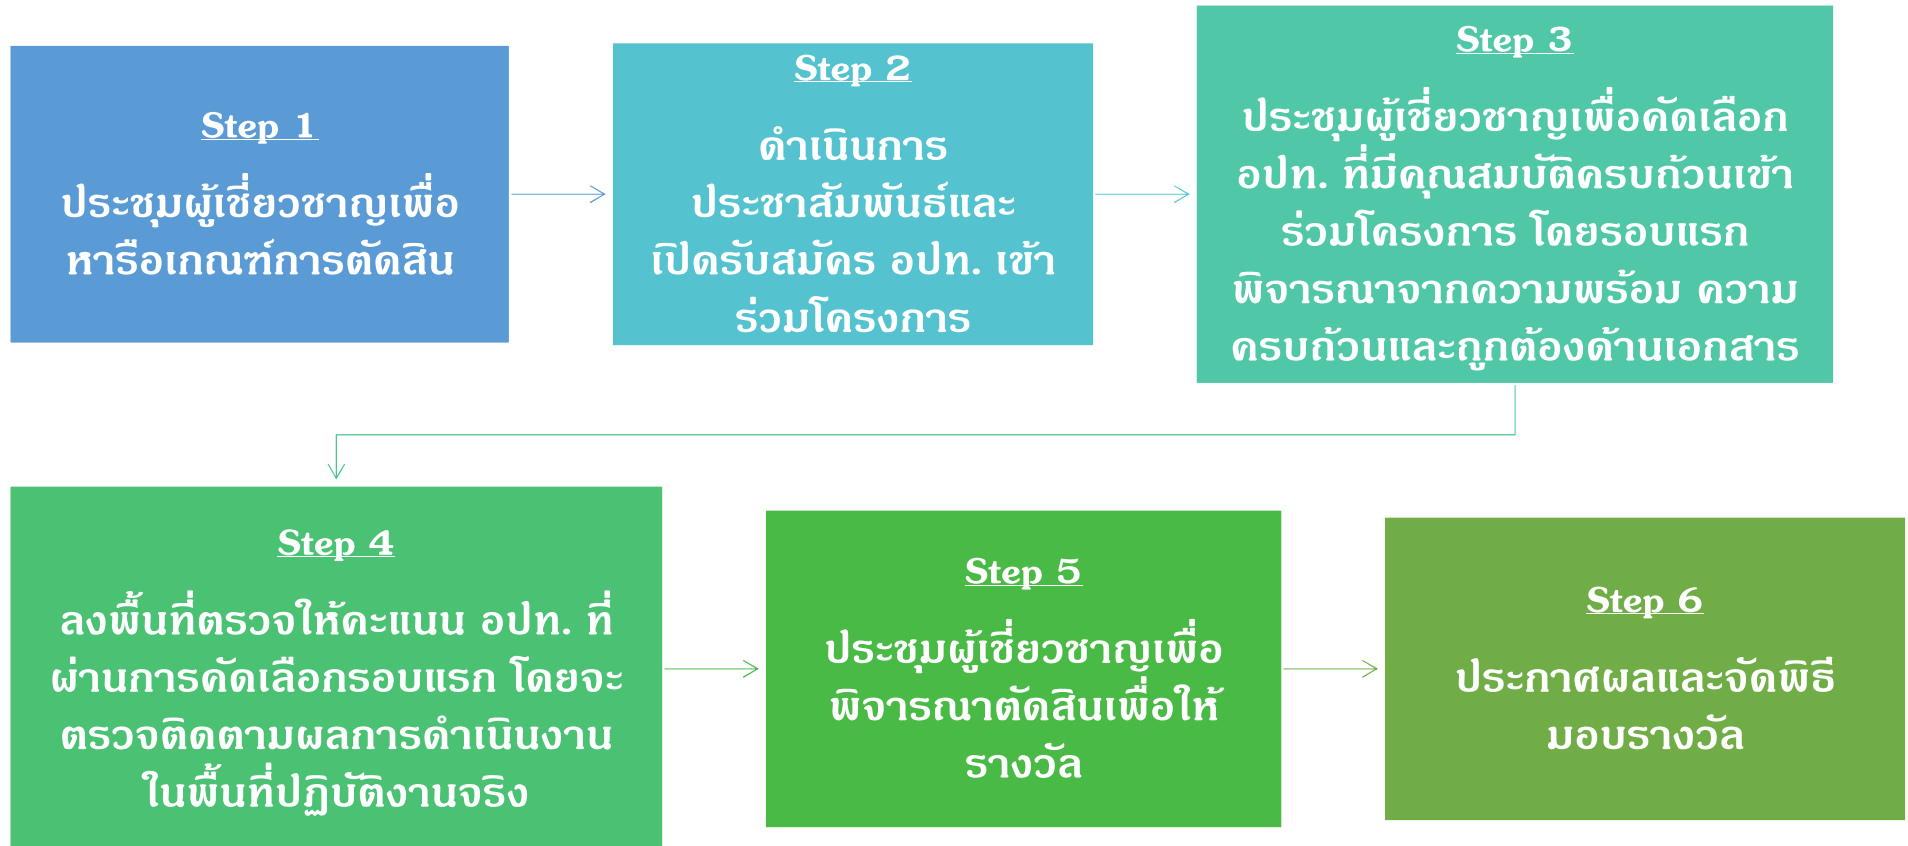 Step 1
ประชุมผู้เชี่ยวชาญเพื่อ
หารือเกณฑ์การตัดสิน
Step 2
ดำเนินการ
ประชาสัมพันธ์และ
เปิดรับสมัคร อปท. เข้า
ร่วมโครงการ
Step 3
ประชุมผู้เชี่ยวชาญเพื่อคัดเลือก
อปท. ที่มีคุณสมบัติครบถ้วนเข้า
ร่วมโครงการ โดยรอบแรก
พิจารณาจากความพร้อม ความ
ครบถ้วนและถูกต้องด้านเอกสาร
Step 4
ลงพื้นที่ตรวจให้คะแนน อปท. ที่
ผ่านการคัดเลือกรอบแรก โดยจะ
ตรวจติดตามผลการดำเนินงาน
ในพื้นที่ปฏิบัติงานจริง
Step 5
ประชุมผู้เชี่ยวชาญเพื่อ
พิจารณาตัดสินเพื่อให้
รางวัล
Step 6
ประกาศผลและจัดพิธี
มอบรางวัล